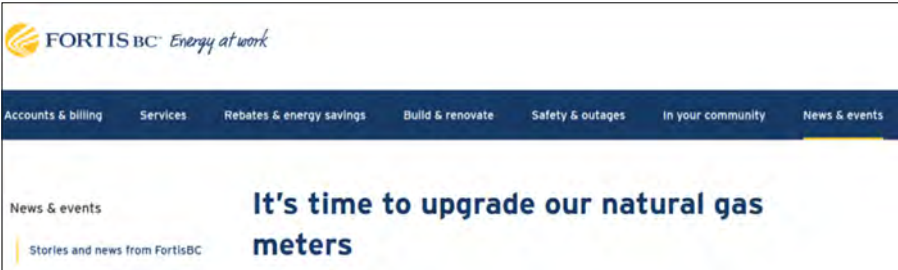 FORTIS BC Energy at work
Accounts & billing Services Rebates & energy savings Build & renovate Safety & outages In your community News & events
News & events
It's time to upgrade our natural gas
meters
Stories and news from FortisBC